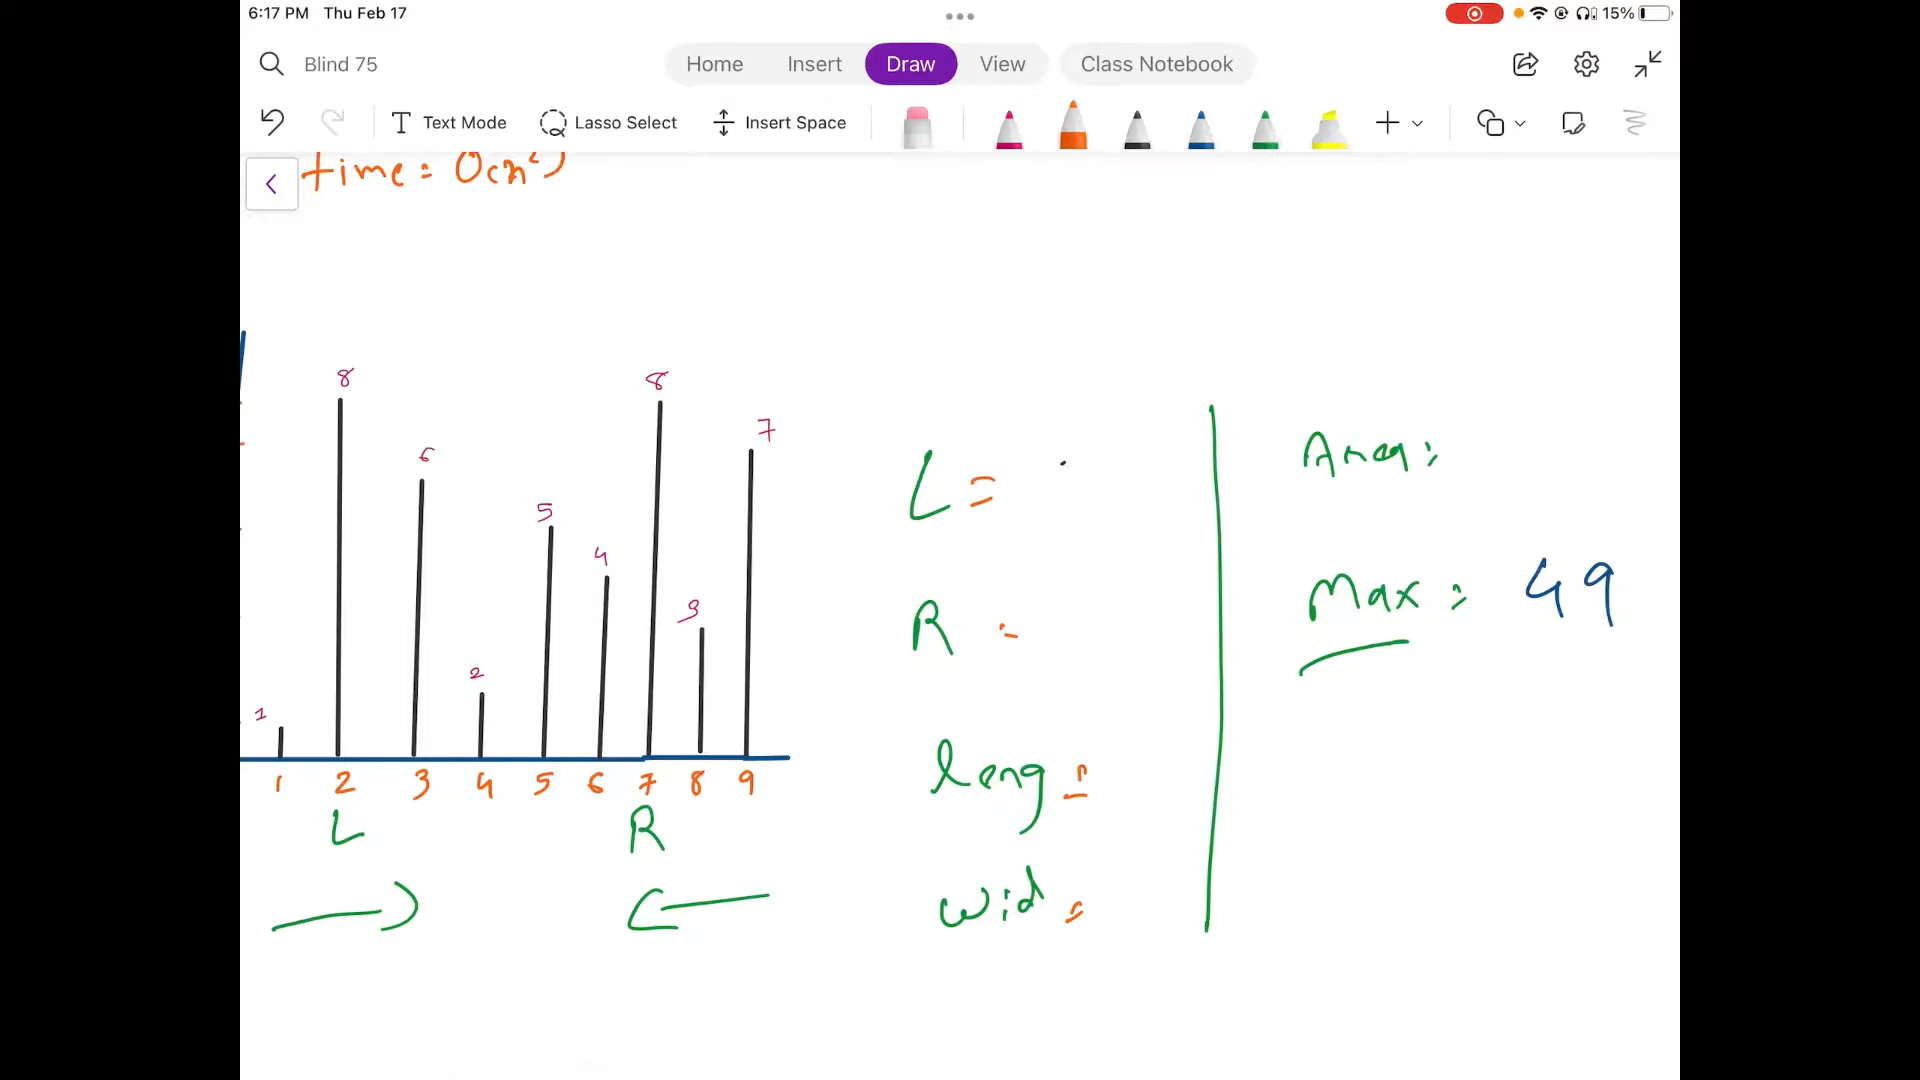 6:17 PM Thu Feb 17
15%
Blind 75
Home Insert Draw View Class Notebook
Text Mode Lasso Select Insert Space
time = O(n²)
8 8
7
6
5
4
3
2
1
1 2 3 4 5 6 7 8 9
L R
L =
R =
leng =
wid =
Area:
Max: 49